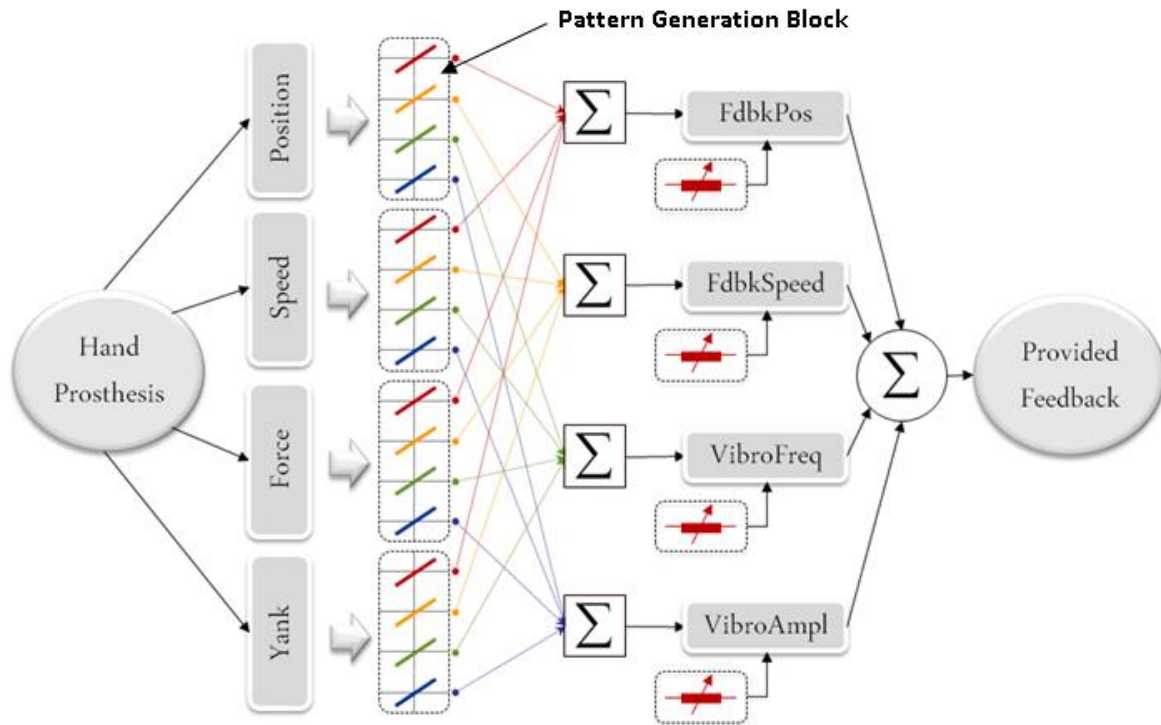 Pattern Generation Block
Position
Speed
Force
Yank
Hand
Prosthesis
Σ
FdbkPos
Σ
FdbkSpeed
Σ
VibroFreq
Σ
VibroAmpl
Σ
Provided
Feedback